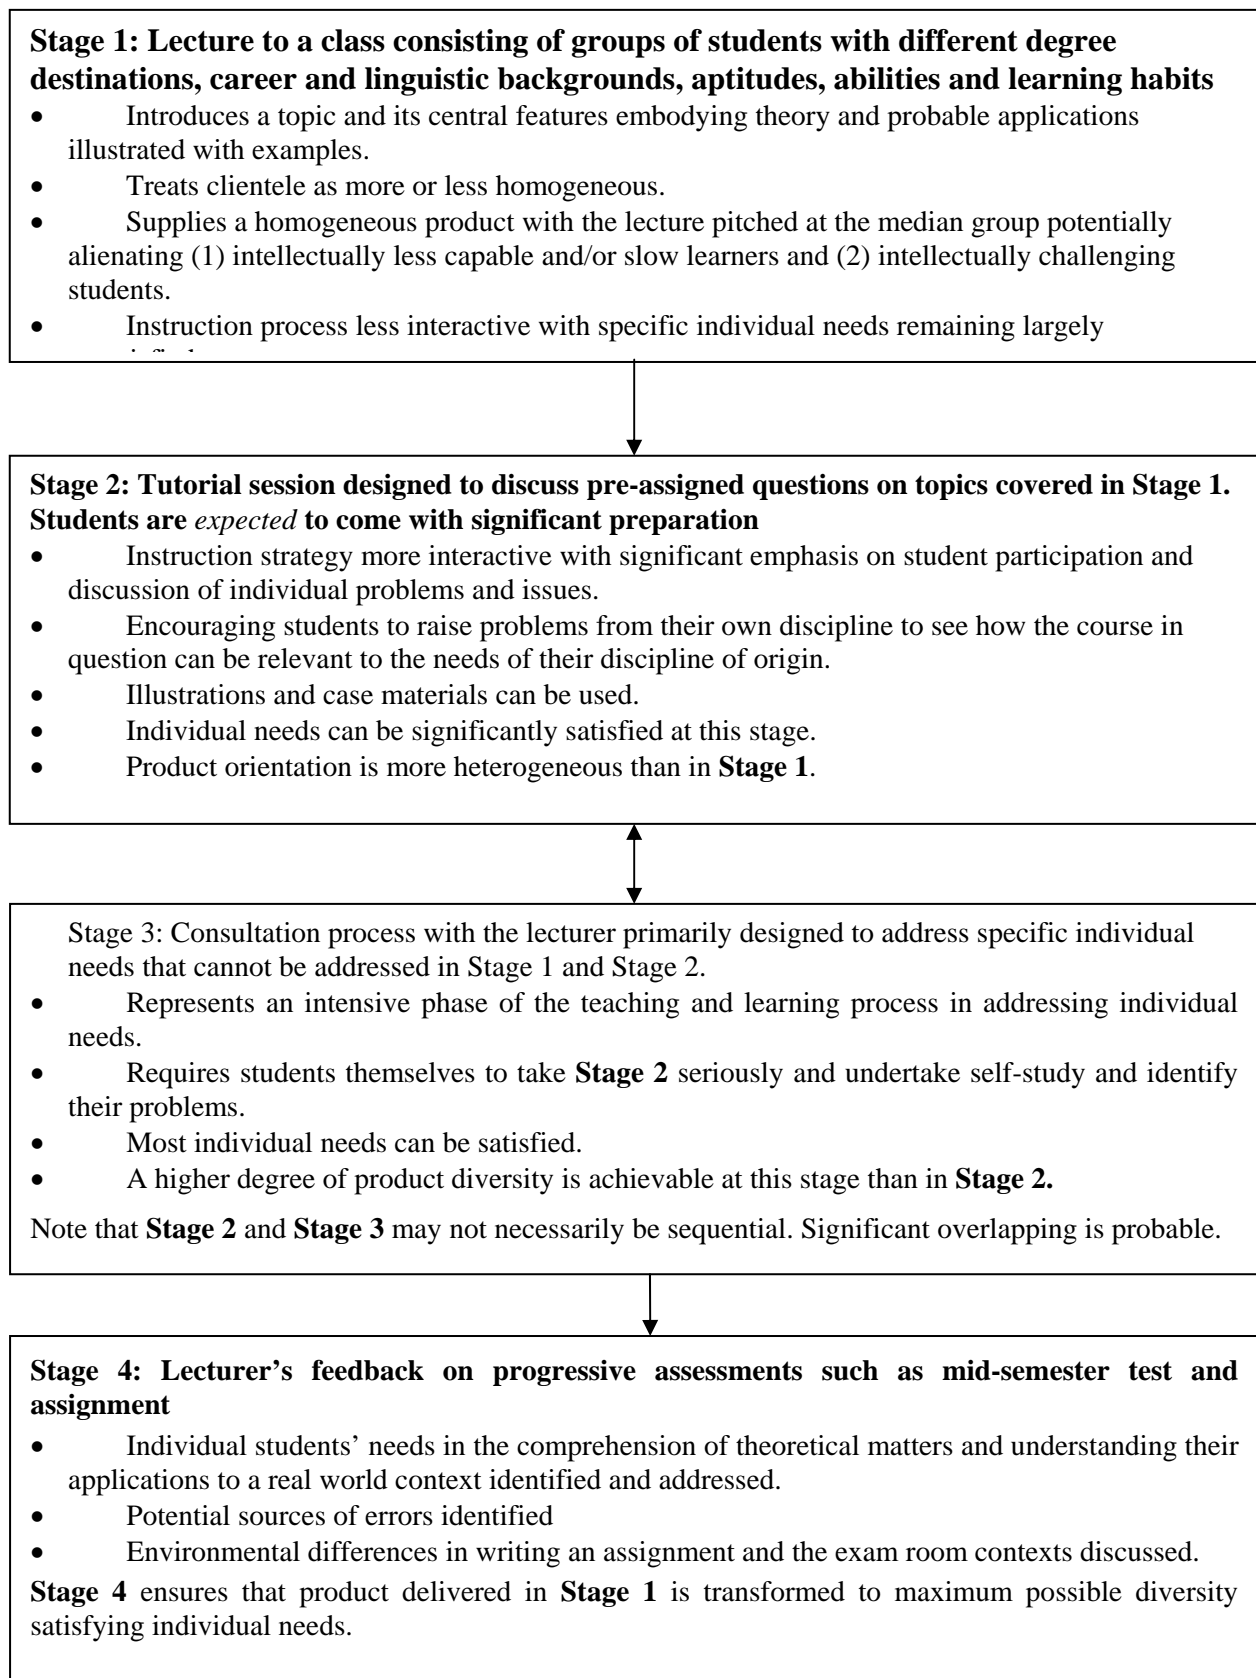 Stage 1: Lecture to a class consisting of groups of students with different degree
destinations, career and linguistic backgrounds, aptitudes, abilities and learning habits
• Introduces a topic and its central features embodying theory and probable applications
illustrated with examples.
• Treats clientele as more or less homogeneous.
• Supplies a homogeneous product with the lecture pitched at the median group potentially
alienating (1) intellectually less capable and/or slow learners and (2) intellectually challenging
students.
• Instruction process less interactive with specific individual needs remaining largely
Stage 2: Tutorial session designed to discuss pre-assigned questions on topics covered in Stage 1.
Students are expected to come with significant preparation
• Instruction strategy more interactive with significant emphasis on student participation and
discussion of individual problems and issues.
• Encouraging students to raise problems from their own discipline to see how the course in
question can be relevant to the needs of their discipline of origin.
• Illustrations and case materials can be used.
• Individual needs can be significantly satisfied at this stage.
• Product orientation is more heterogeneous than in Stage 1.
Stage 3: Consultation process with the lecturer primarily designed to address specific individual
needs that cannot be addressed in Stage 1 and Stage 2.
• Represents an intensive phase of the teaching and learning process in addressing individual
needs.
• Requires students themselves to take Stage 2 seriously and undertake self-study and identify
their problems.
• Most individual needs can be satisfied.
• A higher degree of product diversity is achievable at this stage than in Stage 2.
Note that Stage 2 and Stage 3 may not necessarily be sequential. Significant overlapping is probable.
Stage 4: Lecturer's feedback on progressive assessments such as mid-semester test and
assignment
• Individual students' needs in the comprehension of theoretical matters and understanding their
applications to a real world context identified and addressed.
• Potential sources of errors identified
• Environmental differences in writing an assignment and the exam room contexts discussed.
Stage 4 ensures that product delivered in Stage 1 is transformed to maximum possible diversity
satisfying individual needs.